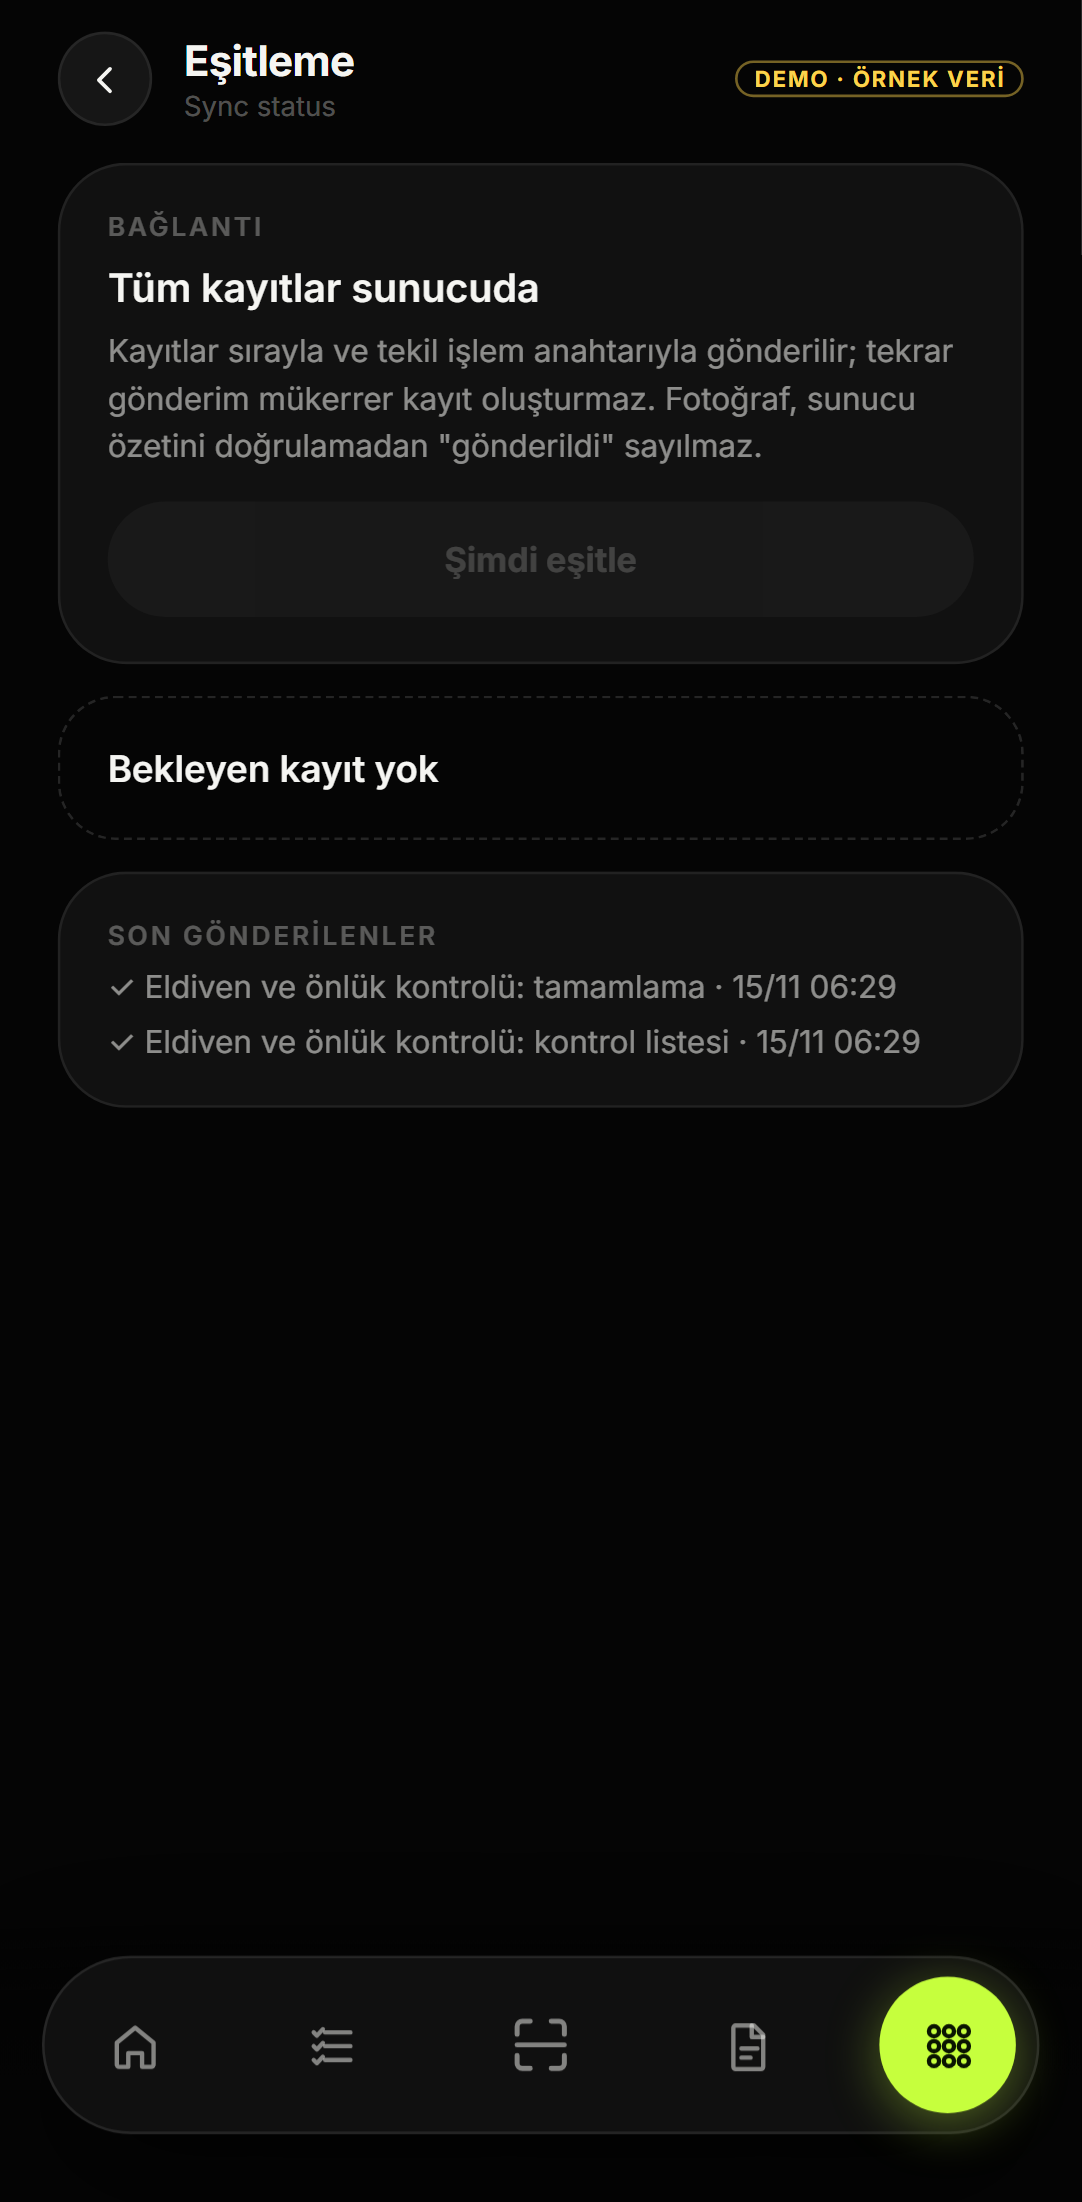 Eşitleme
Sync status
DEMO · ÖRNEK VERİ
BAĞLANTI
Tüm kayıtlar sunucuda
Kayıtlar sırayla ve tekil işlem anahtarıyla gönderilir; tekrar
gönderim mükerrer kayıt oluşturmaz. Fotoğraf, sunucu
özetini doğrulamadan "gönderildi" sayılmaz.
Şimdi eşitle
Bekleyen kayıt yok
SON GÖNDERİLENLER
✓ Eldiven ve önlük kontrolü: tamamlama · 15/11 06:29
✓ Eldiven ve önlük kontrolü: kontrol listesi · 15/11 06:29